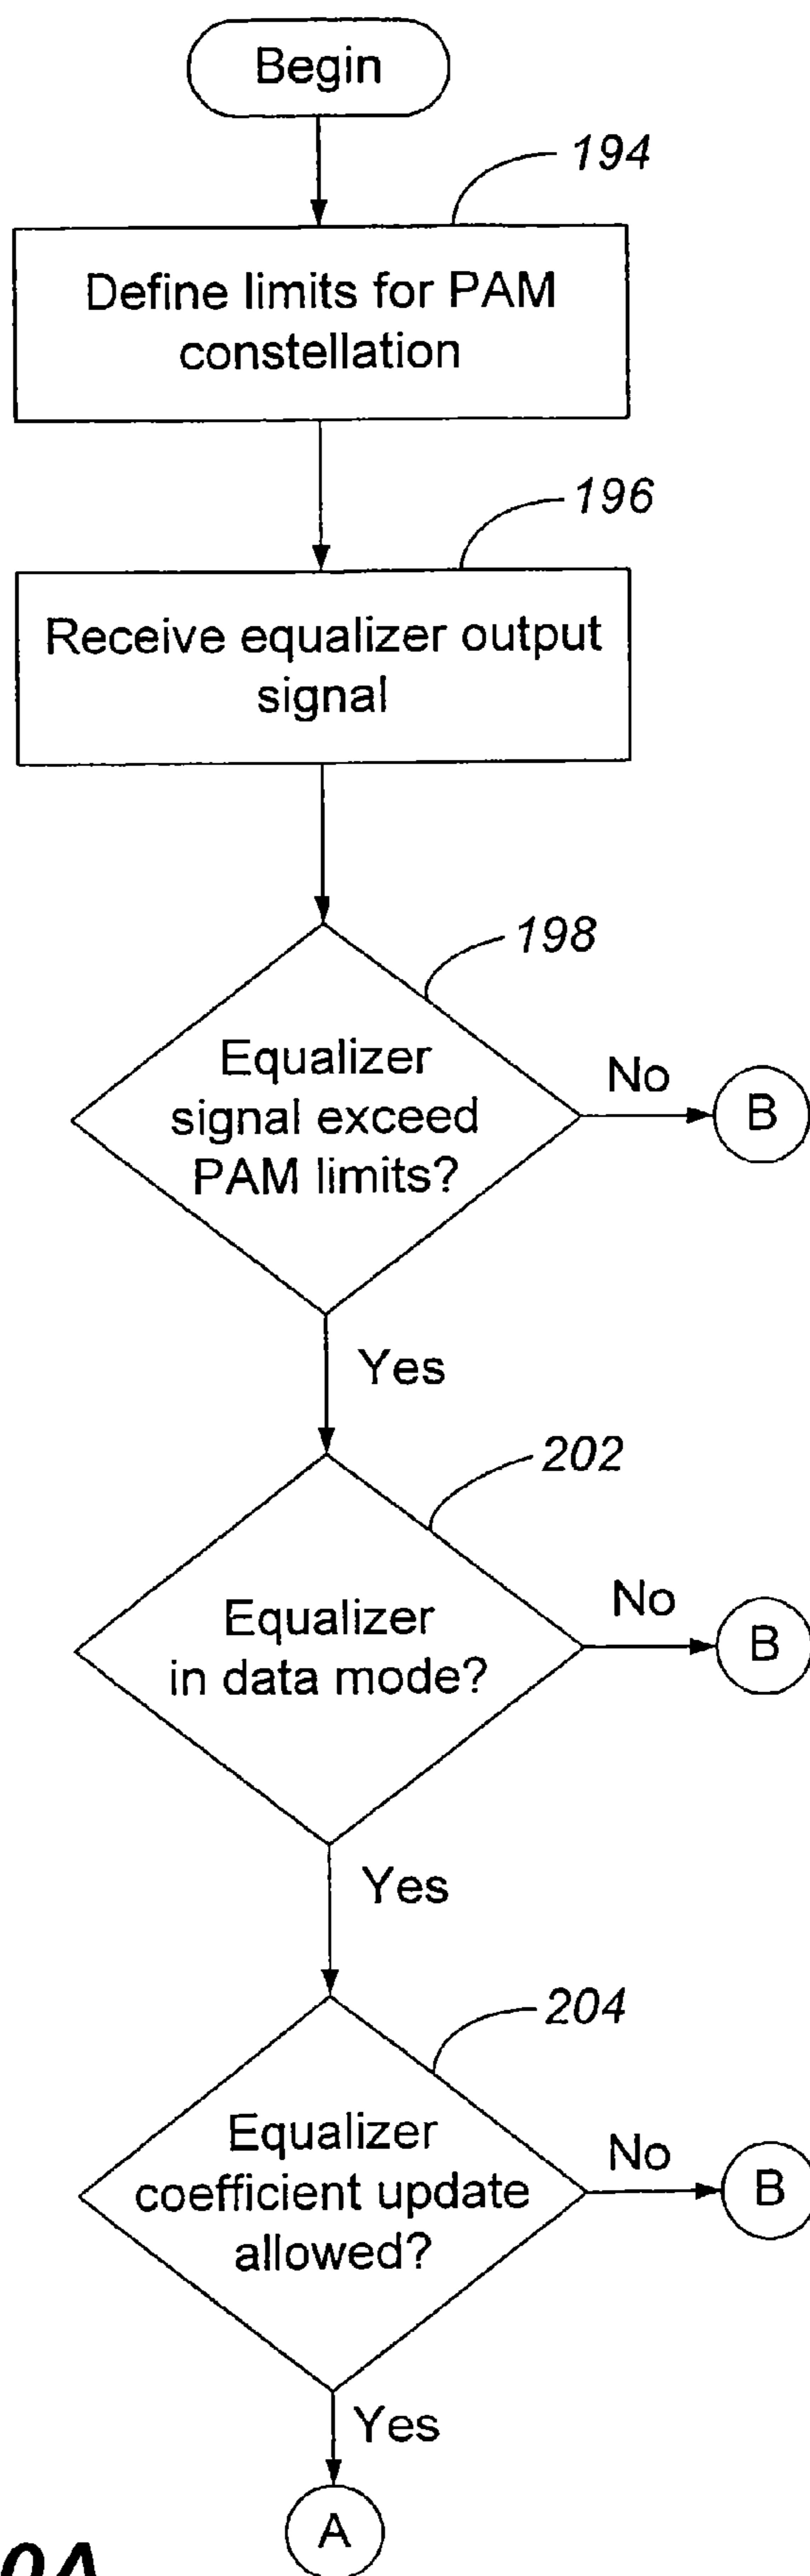 Begin
194
Define limits for PAM
constellation
196
Receive equalizer output
signal
198
Equalizer
signal exceed
PAM limits?
No
B
Yes
202
Equalizer
in data mode?
No
B
Yes
204
Equalizer
coefficient update
allowed?
No
B
Yes
A